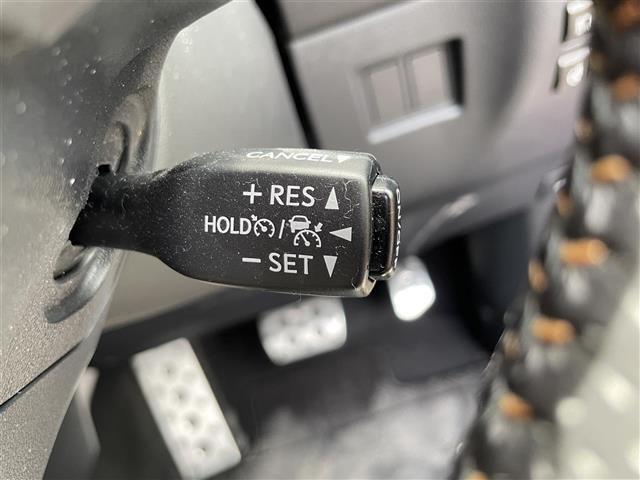 CANCEL
+ RES
HOLD /
− SET